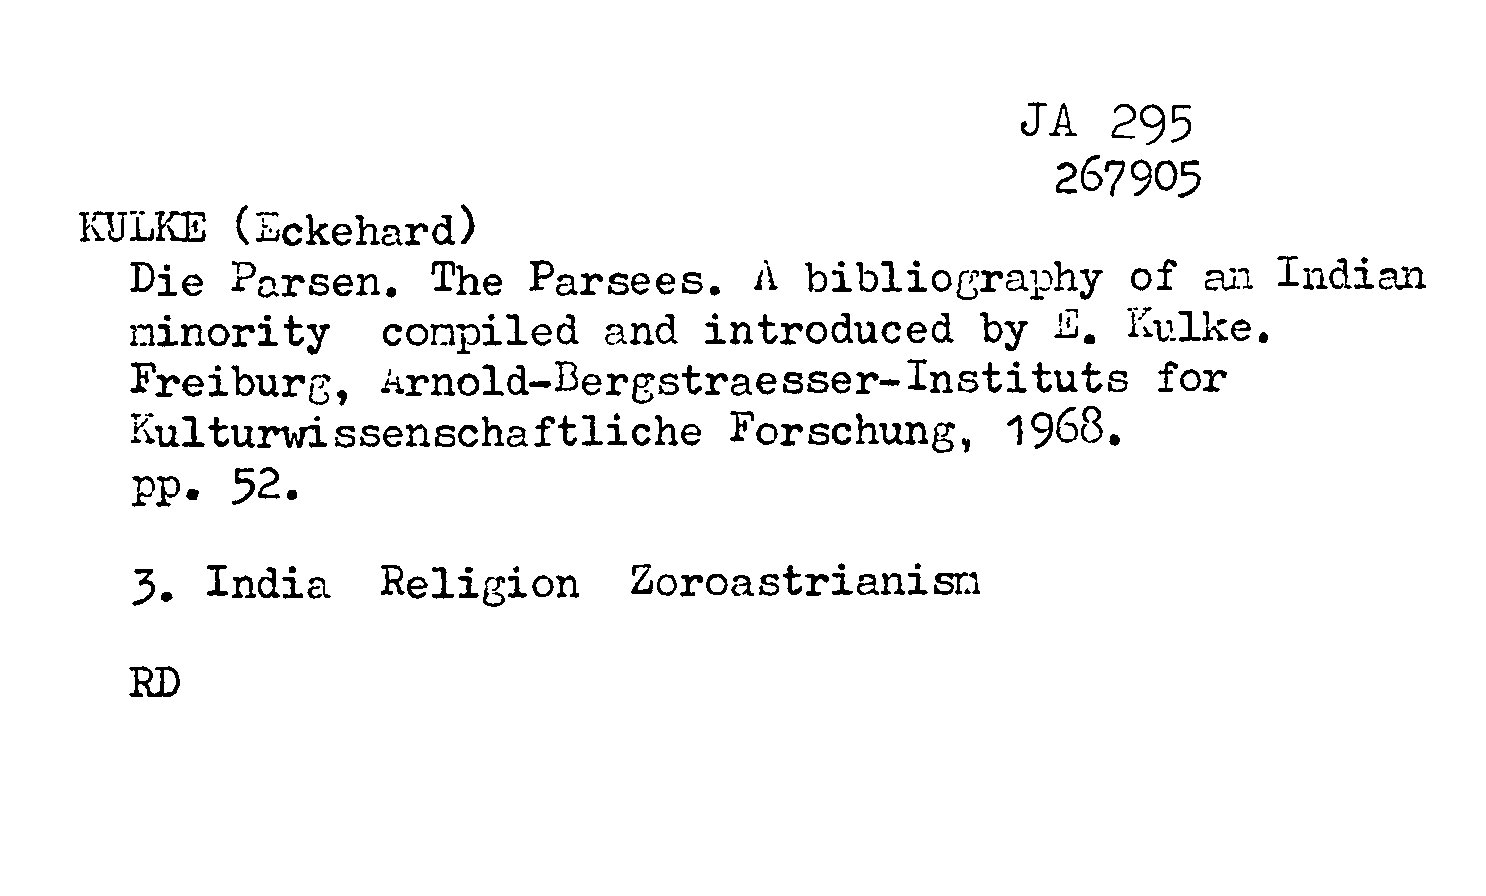 JA 295
267905
KULKE (Eckehard)
Die Parsen. The Parsees. A bibliography of an Indian
minority compiled and introduced by E. Kulke.
Freiburg, Arnold-Bergstraesser-Instituts for
Kulturwissenschaftliche Forschung, 1968.
pp. 52.
3. India Religion Zoroastrianism
RD